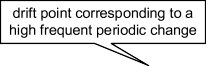 drift point corresponding to a
high frequent periodic change